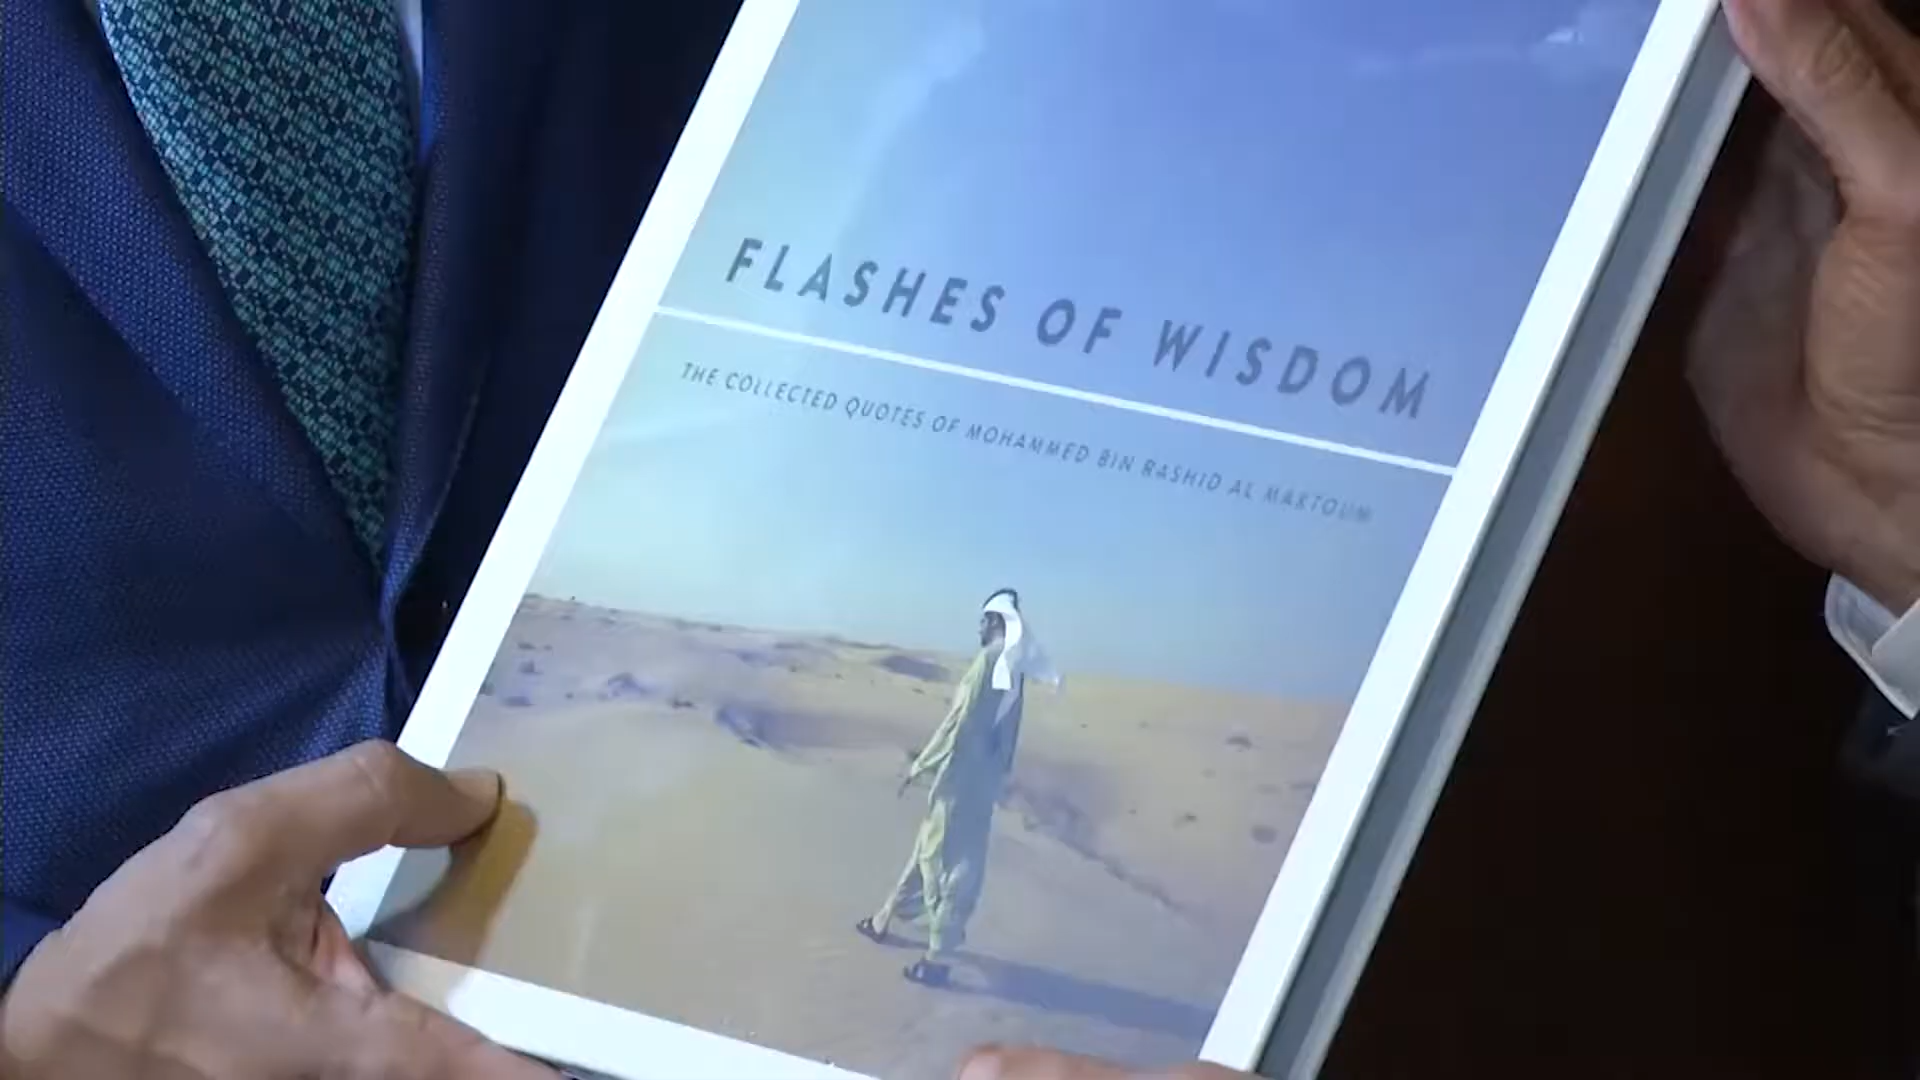 FLASHES OF WISDOM
THE COLLECTED QUOTES OF MOHAMMED BIN RASHID AL MAKTOUM